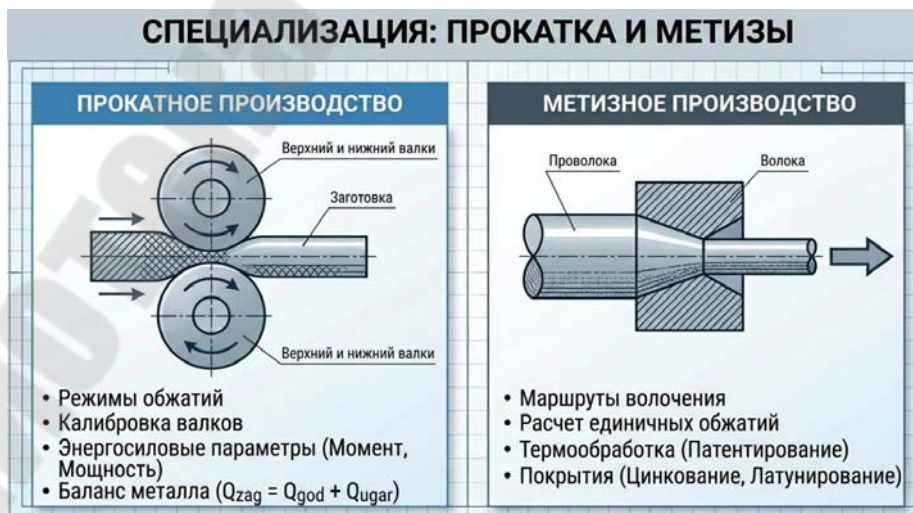 СПЕЦИАЛИЗАЦИЯ: ПРОКАТКА И МЕТИЗЫ
ПРОКАТНОЕ ПРОИЗВОДСТВО
Верхний и нижний валки
Заготовка
Верхний и нижний валки
• Режимы обжатий
• Калибровка валков
• Энергосиловые параметры (Момент,
Мощность)
• Баланс металла (Qzag = Qgod + Qugar)
МЕТИЗНОЕ ПРОИЗВОДСТВО
Проволока
Волока
• Маршруты волочения
• Расчет единичных обжатий
• Термообработка (Патентирование)
• Покрытия (Цинкование, Латунирование)